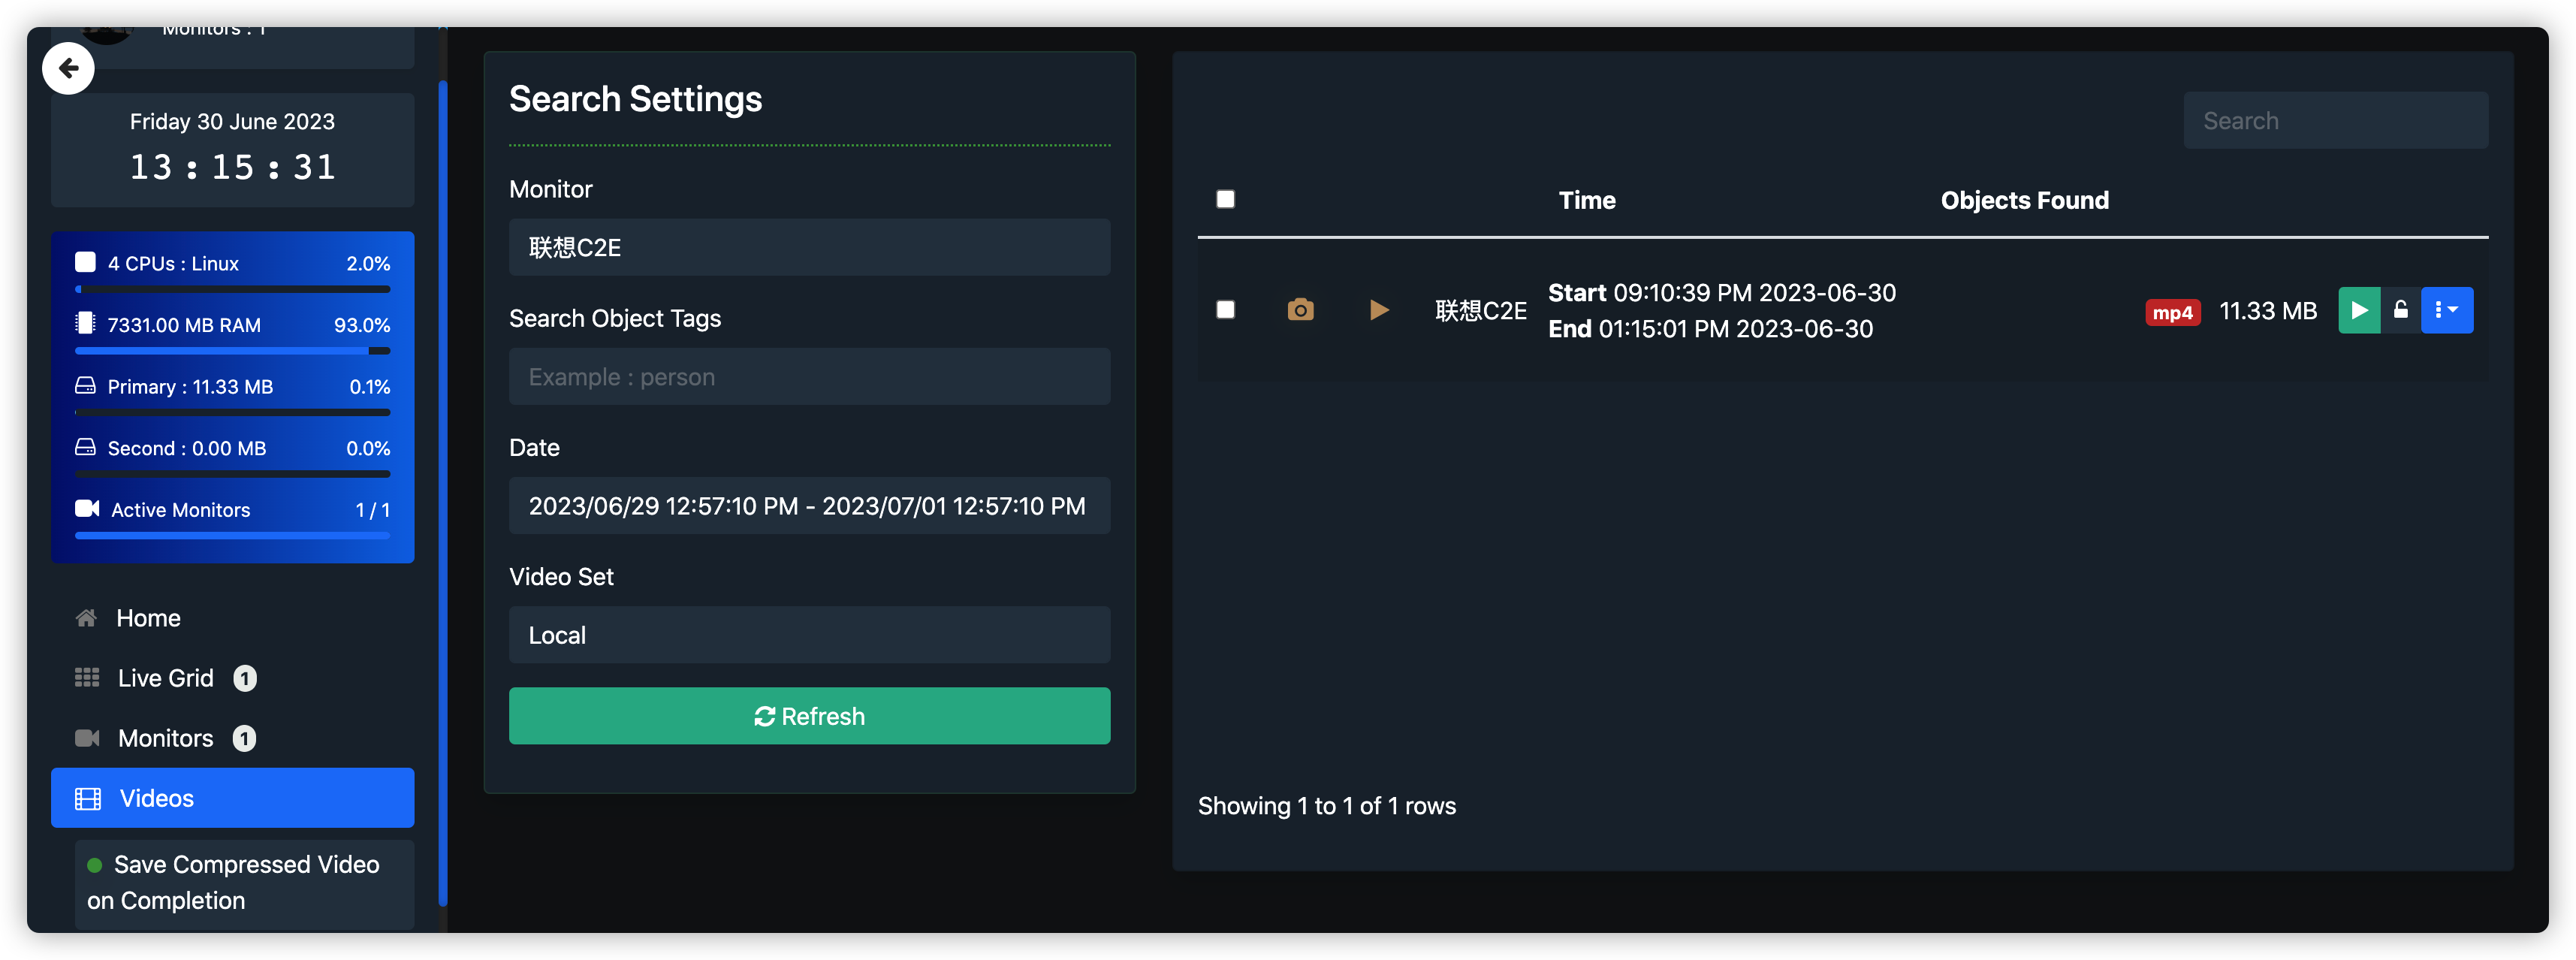 Monitors : 1
Friday 30 June 2023
13 : 15 : 31
4 CPUs : Linux 2.0%
7331.00 MB RAM 93.0%
Primary : 11.33 MB 0.1%
Second : 0.00 MB 0.0%
Active Monitors 1 / 1
Home
Live Grid 1
Monitors 1
Videos
Save Compressed Video
on Completion
Search Settings
Monitor
联想C2E
Search Object Tags
Example : person
Date
2023/06/29 12:57:10 PM - 2023/07/01 12:57:10 PM
Video Set
Local
Refresh
Search
Time Objects Found
联想C2E
Start 09:10:39 PM 2023-06-30
End 01:15:01 PM 2023-06-30
mp4 11.33 MB
Showing 1 to 1 of 1 rows